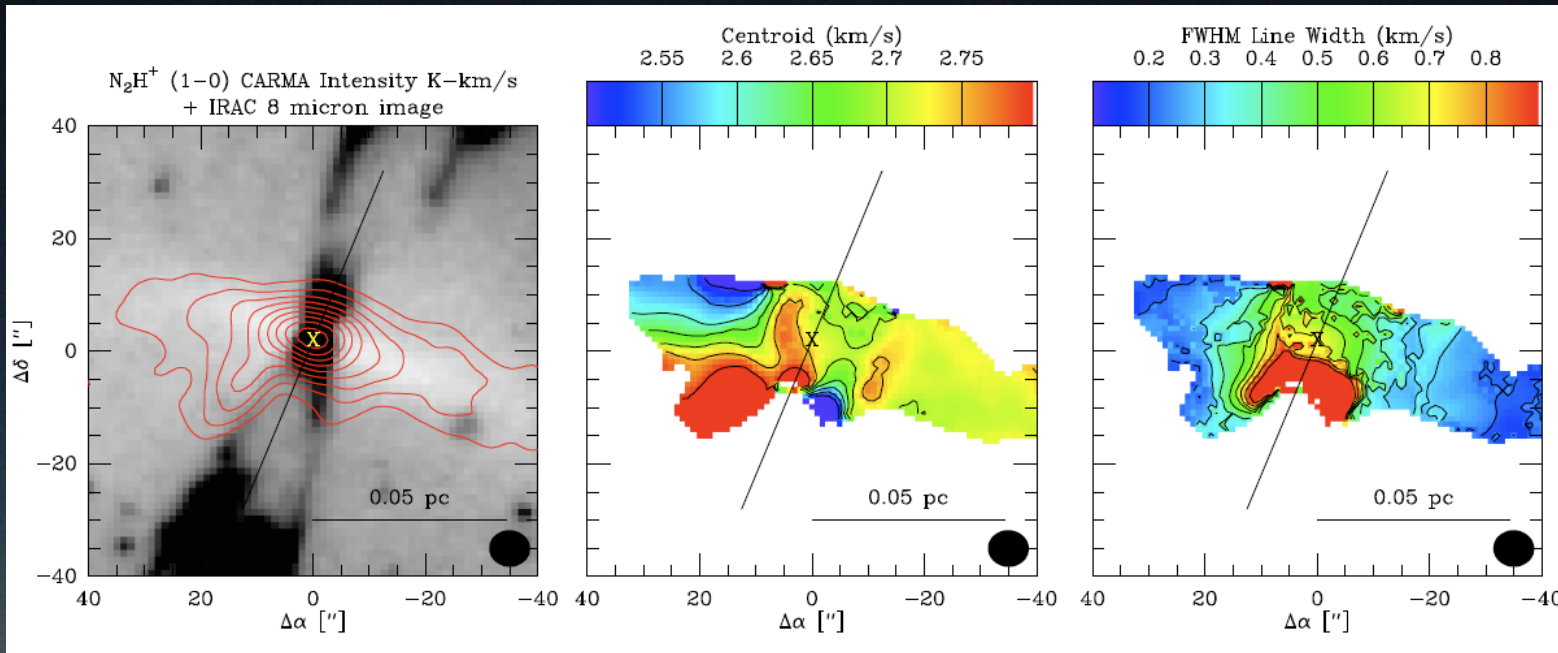 N₂H⁺ (1−0) CARMA Intensity K−km/s
+ IRAC 8 micron image
40
20
0
−20
−40
Δδ [″]
X
0.05 pc
40 20 0 −20 −40
Δα [″]
Centroid (km/s)
2.55 2.6 2.65 2.7 2.75
X
0.05 pc
20 0 −20 −40
Δα [″]
FWHM Line Width (km/s)
0.2 0.3 0.4 0.5 0.6 0.7 0.8
X
0.05 pc
20 0 −20 −40
Δα [″]